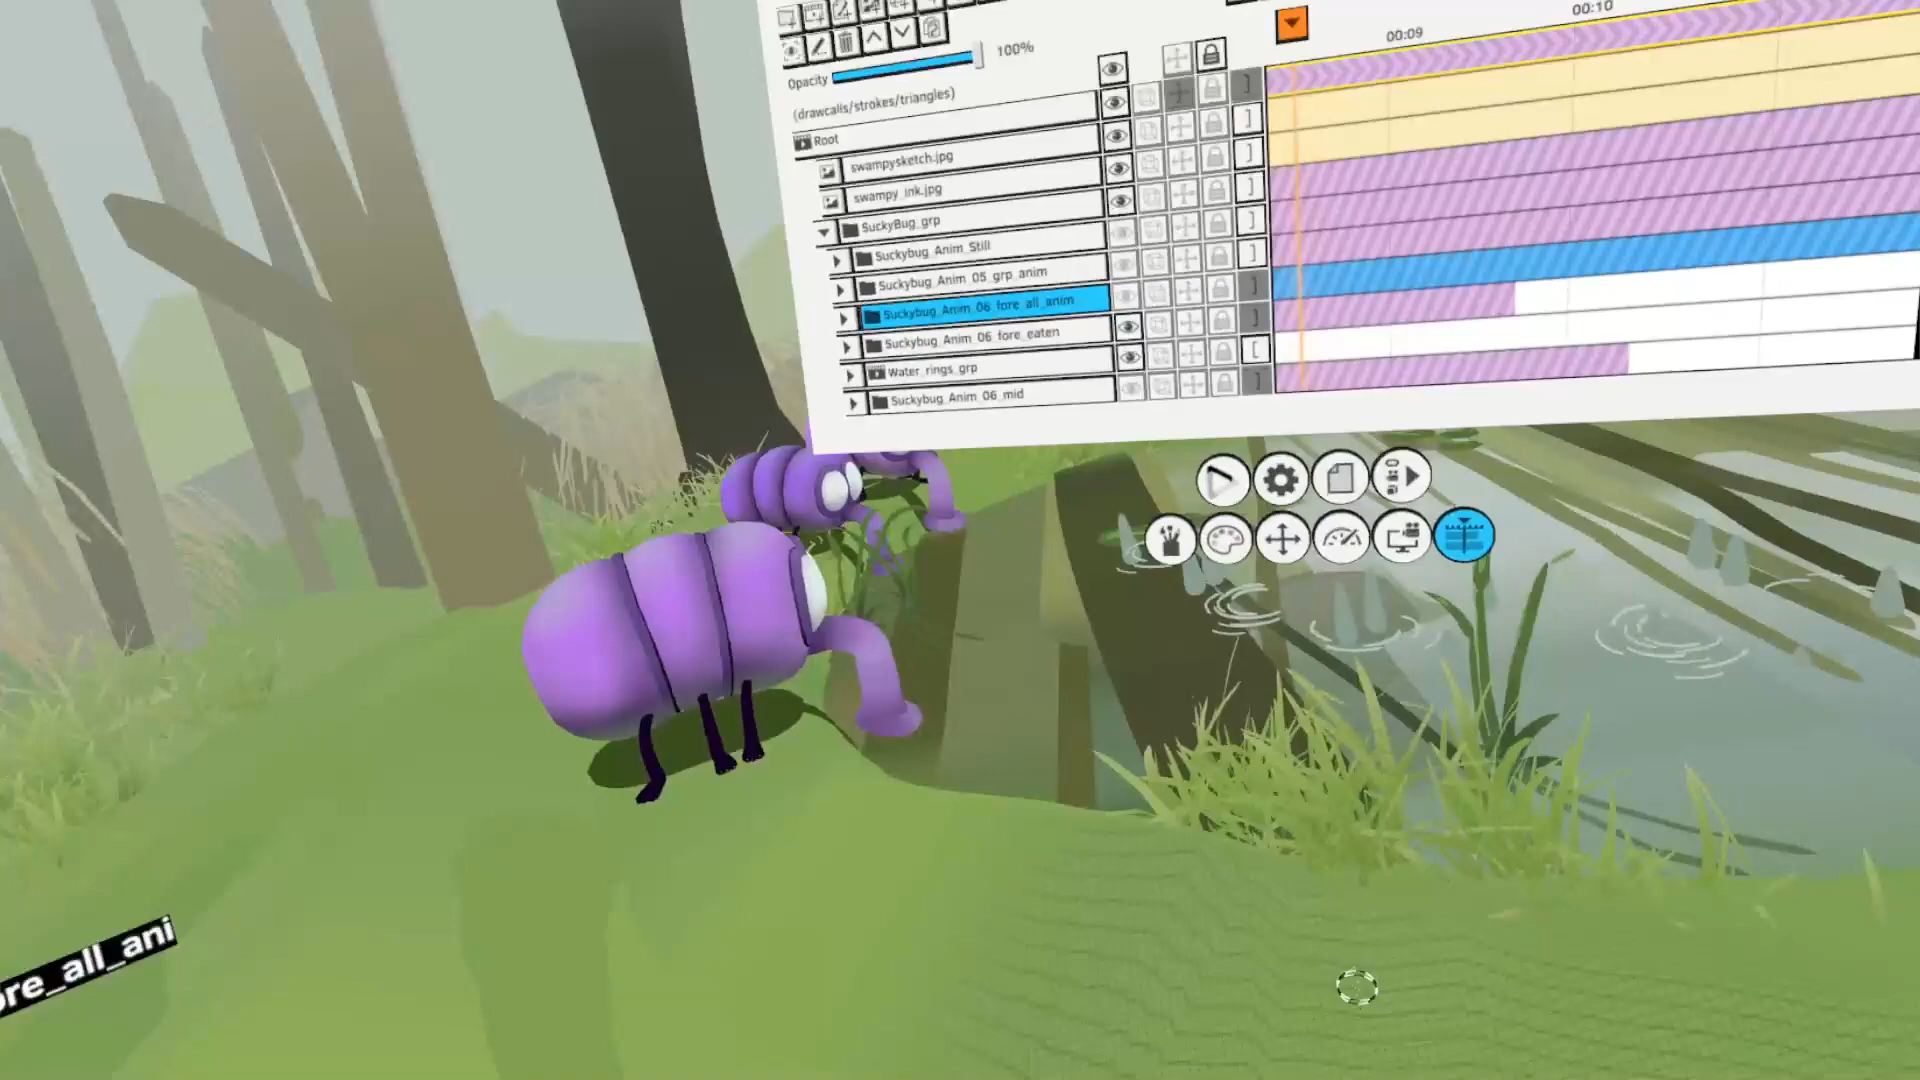 00:10
00:09
100%
Opacity
(drawcalls/strokes/triangles)
Root
swampysketch.jpg
swampy_ink.jpg
SuckyBug_grp
Suckybug_Anim_Still
Suckybug_Anim_05_grp_anim
Suckybug_Anim_06_fore_all_anim
Suckybug_Anim_06_fore_eaten
Water_rings_grp
Suckybug_Anim_06_mid
ore_all_ani